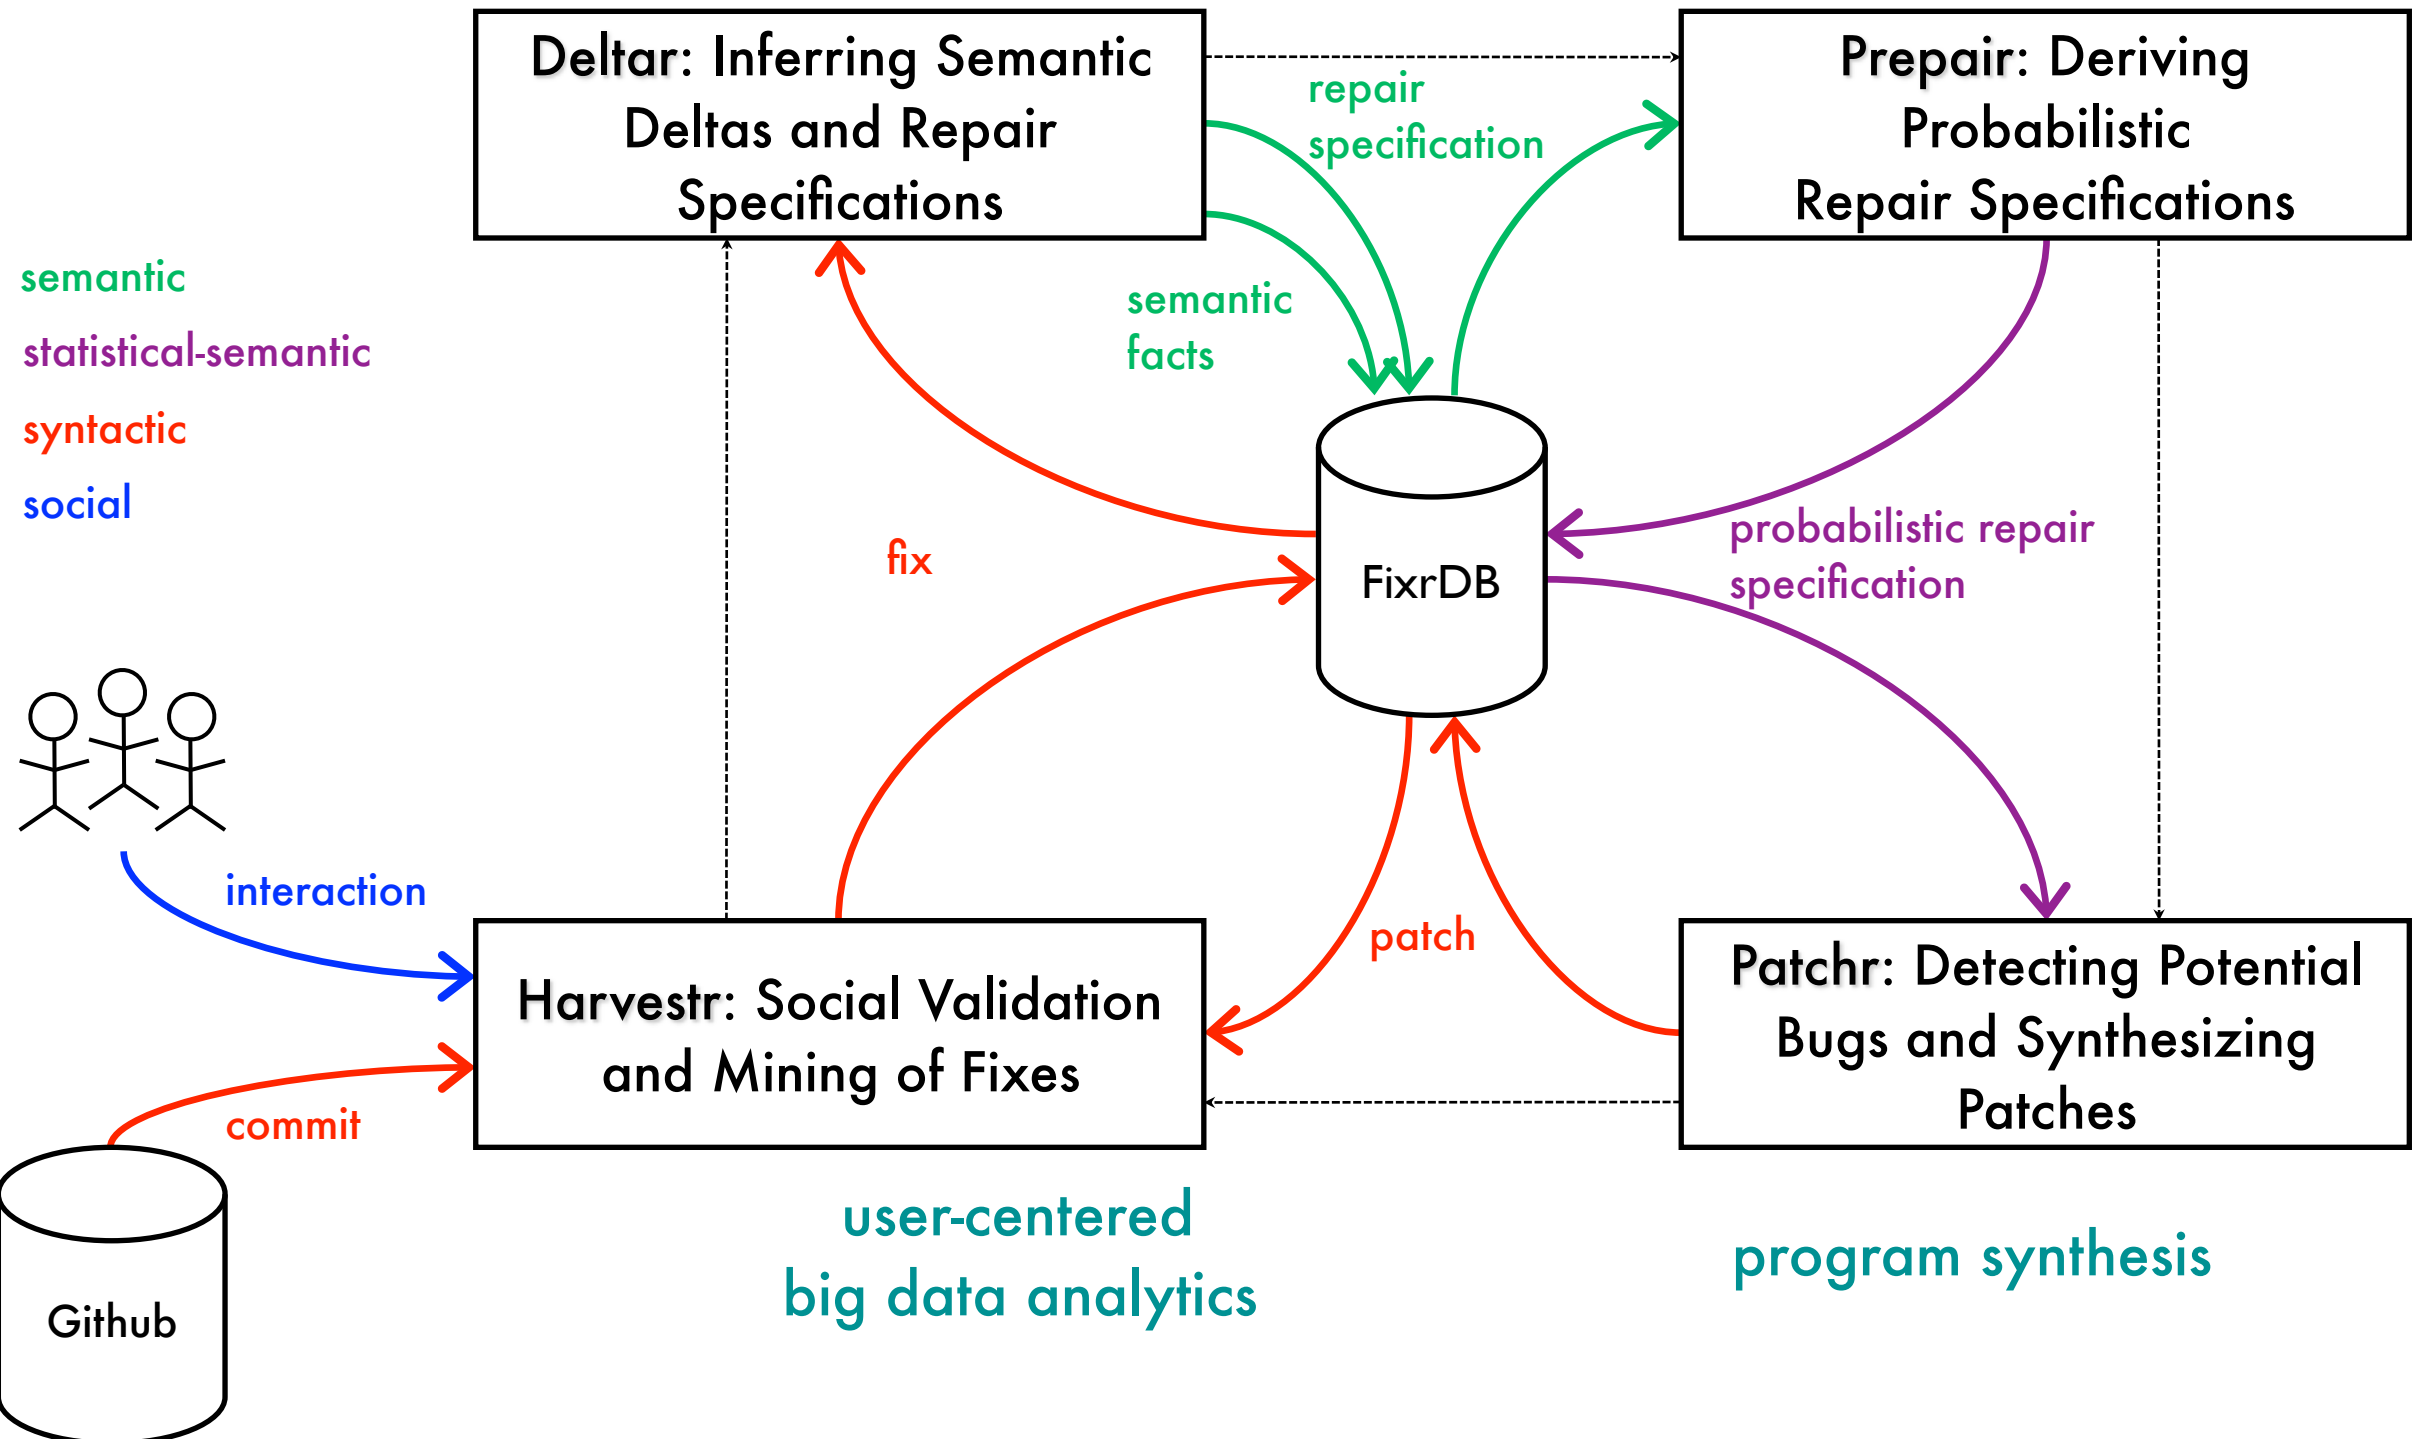 Deltar: Inferring Semantic
Deltas and Repair
Specifications
Prepair: Deriving
Probabilistic
Repair Specifications
repair
specification
semantic
facts
semantic
statistical-semantic
syntactic
social
fix
FixrDB
probabilistic repair
specification
interaction
commit
patch
Harvestr: Social Validation
and Mining of Fixes
Patchr: Detecting Potential
Bugs and Synthesizing
Patches
Github
user-centered
big data analytics
program synthesis